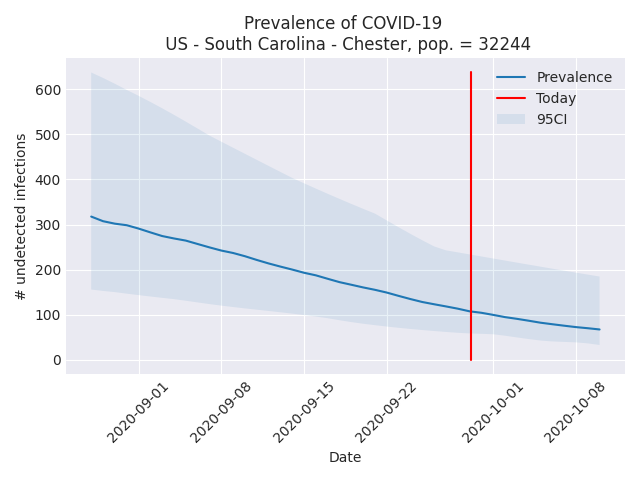 Prevalence of COVID-19
US - South Carolina - Chester, pop. = 32244
Prevalence
Today
95CI
# undetected infections
600
500
400
300
200
100
0
2020-09-01
2020-09-08
2020-09-15
2020-09-22
2020-10-01
2020-10-08
Date